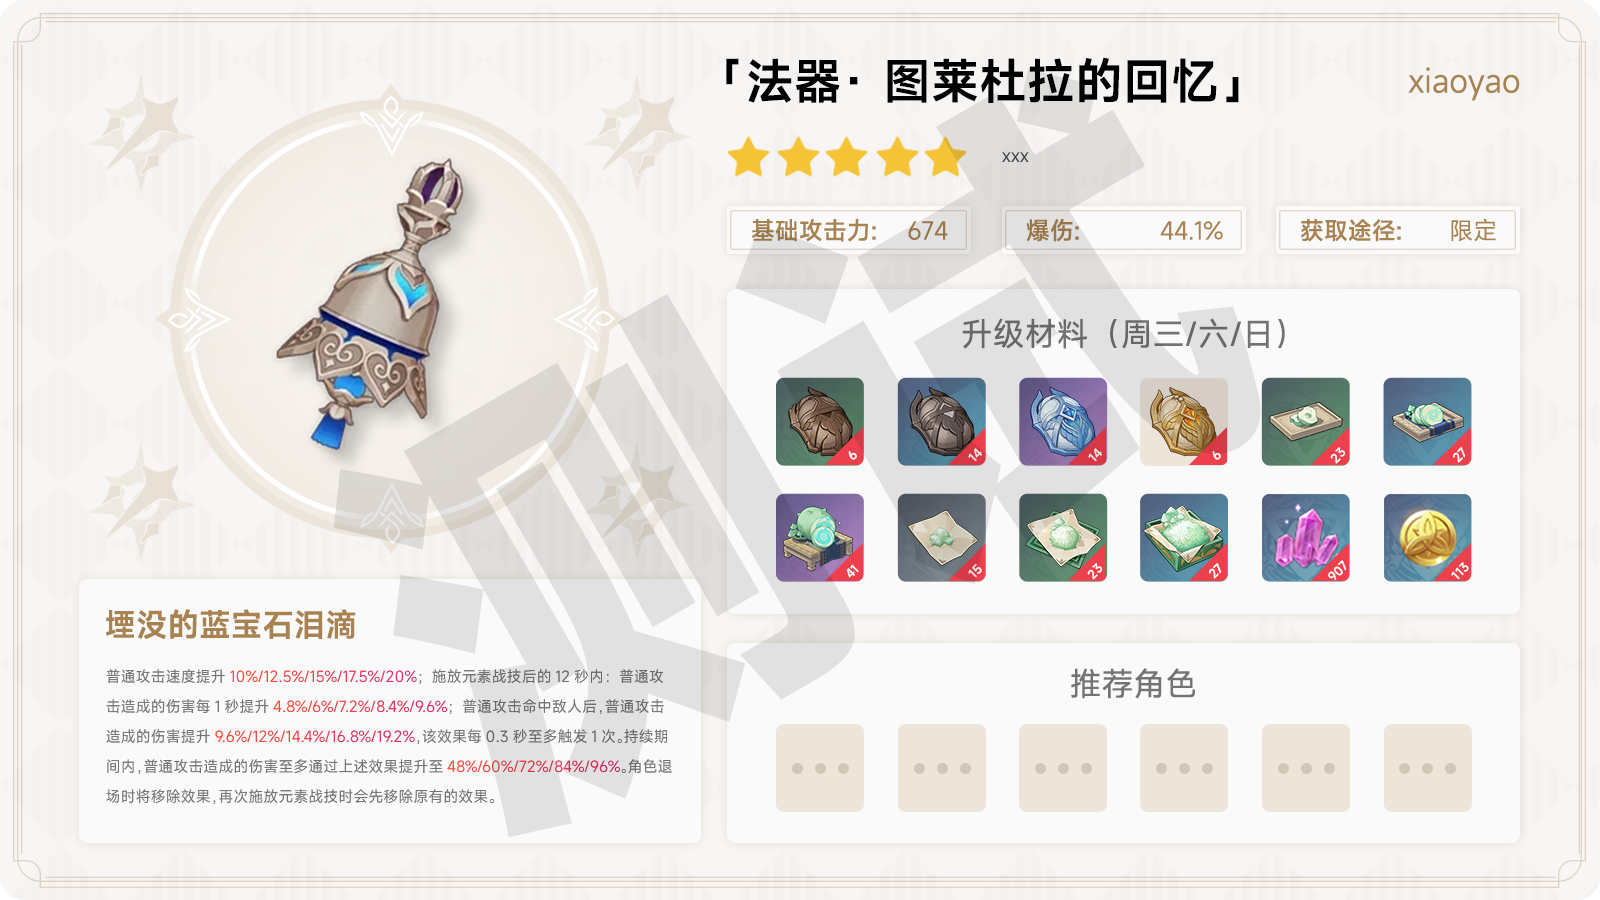 「法器· 图莱杜拉的回忆」
xiaoyao
xxx
基础攻击力: 674
爆伤: 44.1%
获取途径: 限定
升级材料（周三/六/日）
6 14 14 6 23 27
41 15 23 27 907 113
推荐角色
堙没的蓝宝石泪滴
普通攻击速度提升 10%/12.5%/15%/17.5%/20%；施放元素战技后的 12 秒内：普通攻
击造成的伤害每 1 秒提升 4.8%/6%/7.2%/8.4%/9.6%；普通攻击命中敌人后,普通攻击
造成的伤害提升 9.6%/12%/14.4%/16.8%/19.2%,该效果每 0.3 秒至多触发 1 次。持续期
间内,普通攻击造成的伤害至多通过上述效果提升至 48%/60%/72%/84%/96%。角色退
场时将移除效果,再次施放元素战技时会先移除原有的效果。
测试